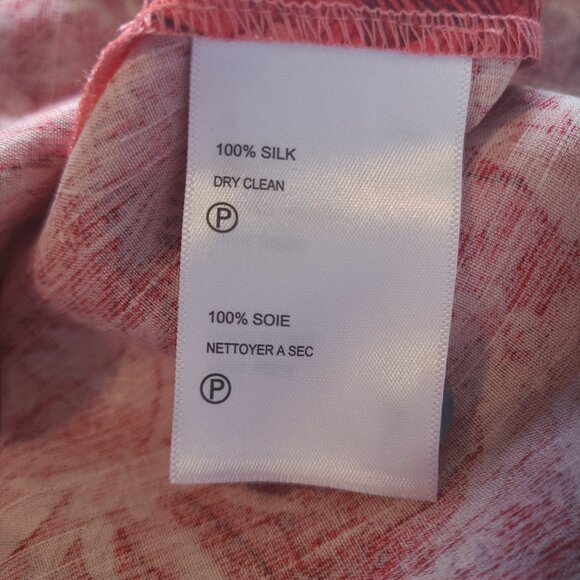 100% SILK
DRY CLEAN
P
100% SOIE
NETTOYER A SEC
P